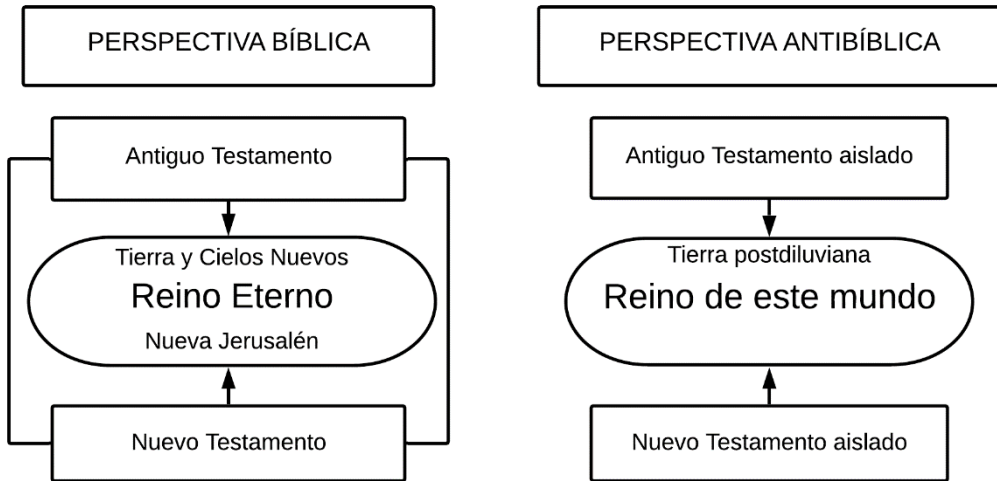 PERSPECTIVA BÍBLICA
Antiguo Testamento
Tierra y Cielos Nuevos
Reino Eterno
Nueva Jerusalén
Nuevo Testamento
PERSPECTIVA ANTIBÍBLICA
Antiguo Testamento aislado
Tierra postdiluviana
Reino de este mundo
Nuevo Testamento aislado